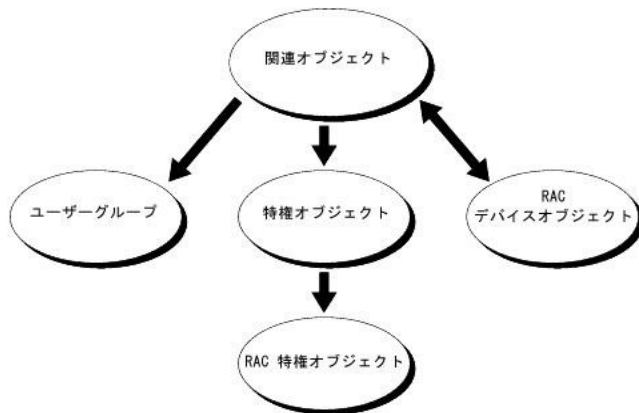 関連オブジェクト
ユーザーグループ
特権オブジェクト
RAC
デバイスオブジェクト
RAC 特権オブジェクト